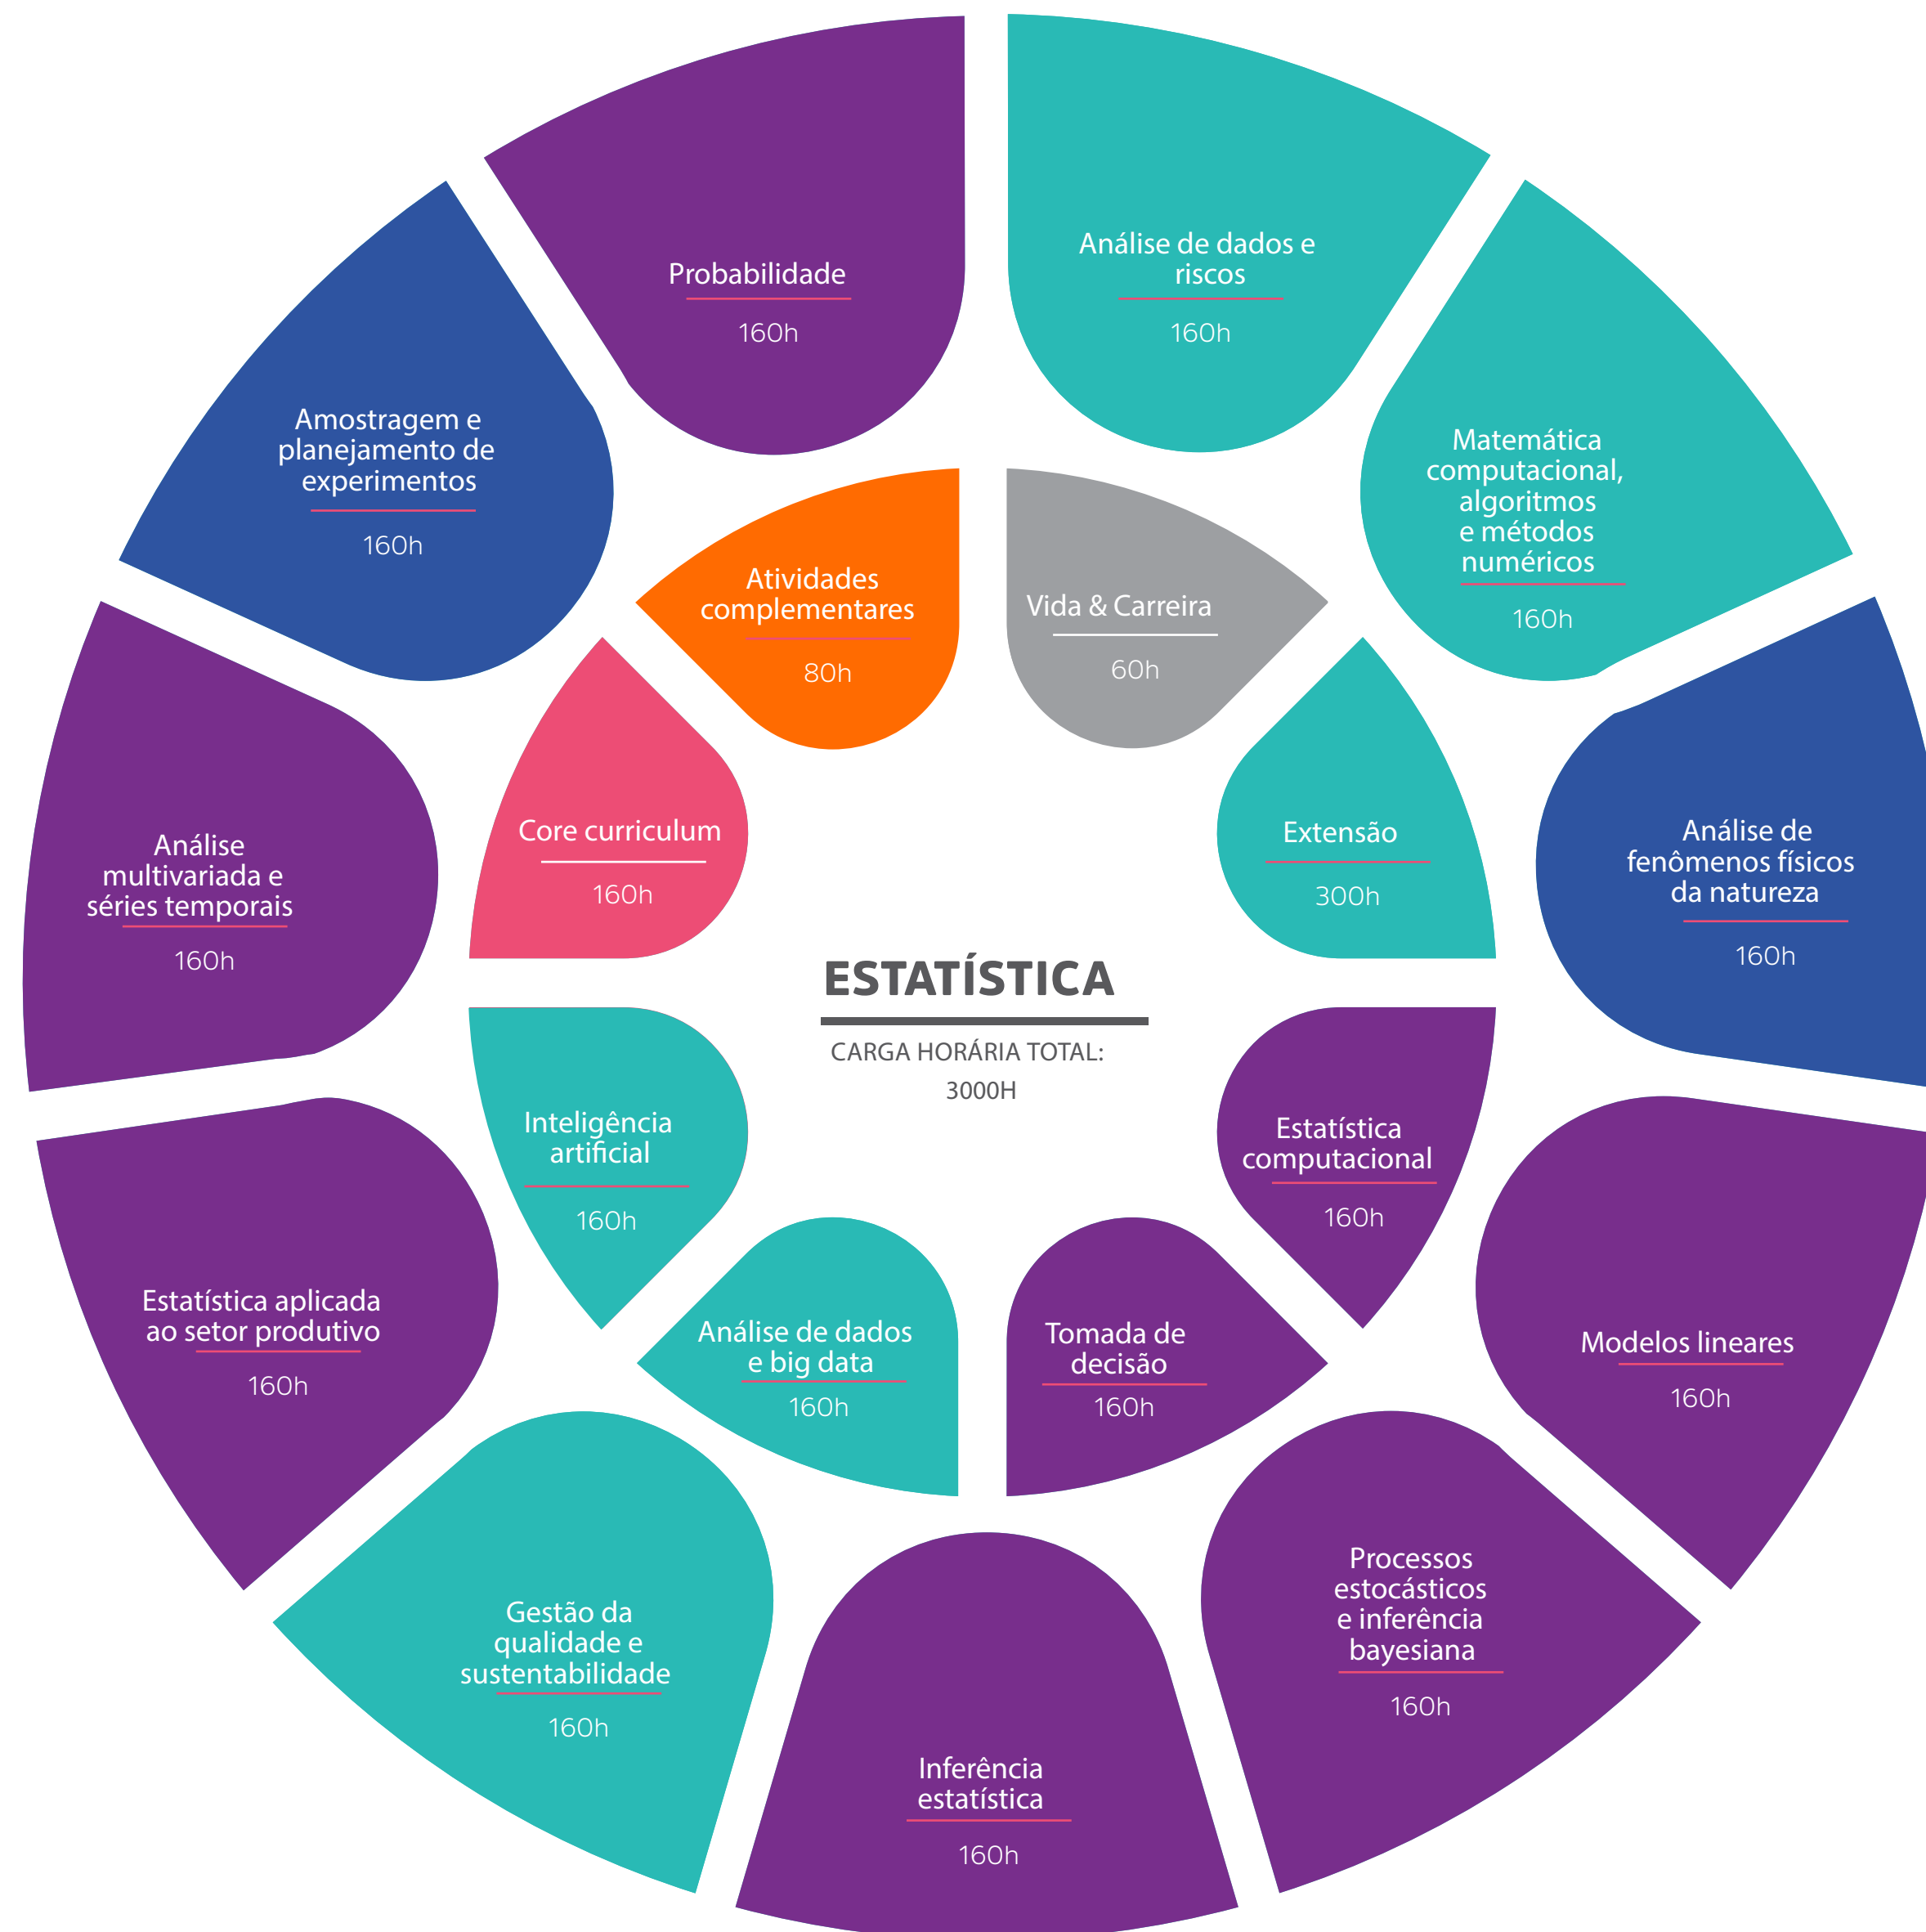 Probabilidade
160h
Análise de dados e
riscos
160h
Matemática
computacional,
algoritmos
e métodos
numéricos
160h
Análise de
fenômenos físicos
da natureza
160h
Modelos lineares
160h
Processos
estocásticos
e inferência
bayesiana
160h
Inferência
estatística
160h
Gestão da
qualidade e
sustentabilidade
160h
Estatística aplicada
ao setor produtivo
160h
Análise
multivariada e
séries temporais
160h
Amostragem e
planejamento de
experimentos
160h
Atividades
complementares
80h
Vida & Carreira
60h
Extensão
300h
Estatística
computacional
160h
Tomada de
decisão
160h
Análise de dados
e big data
160h
Inteligência
artificial
160h
Core curriculum
160h
ESTATÍSTICA
CARGA HORÁRIA TOTAL:
3000H